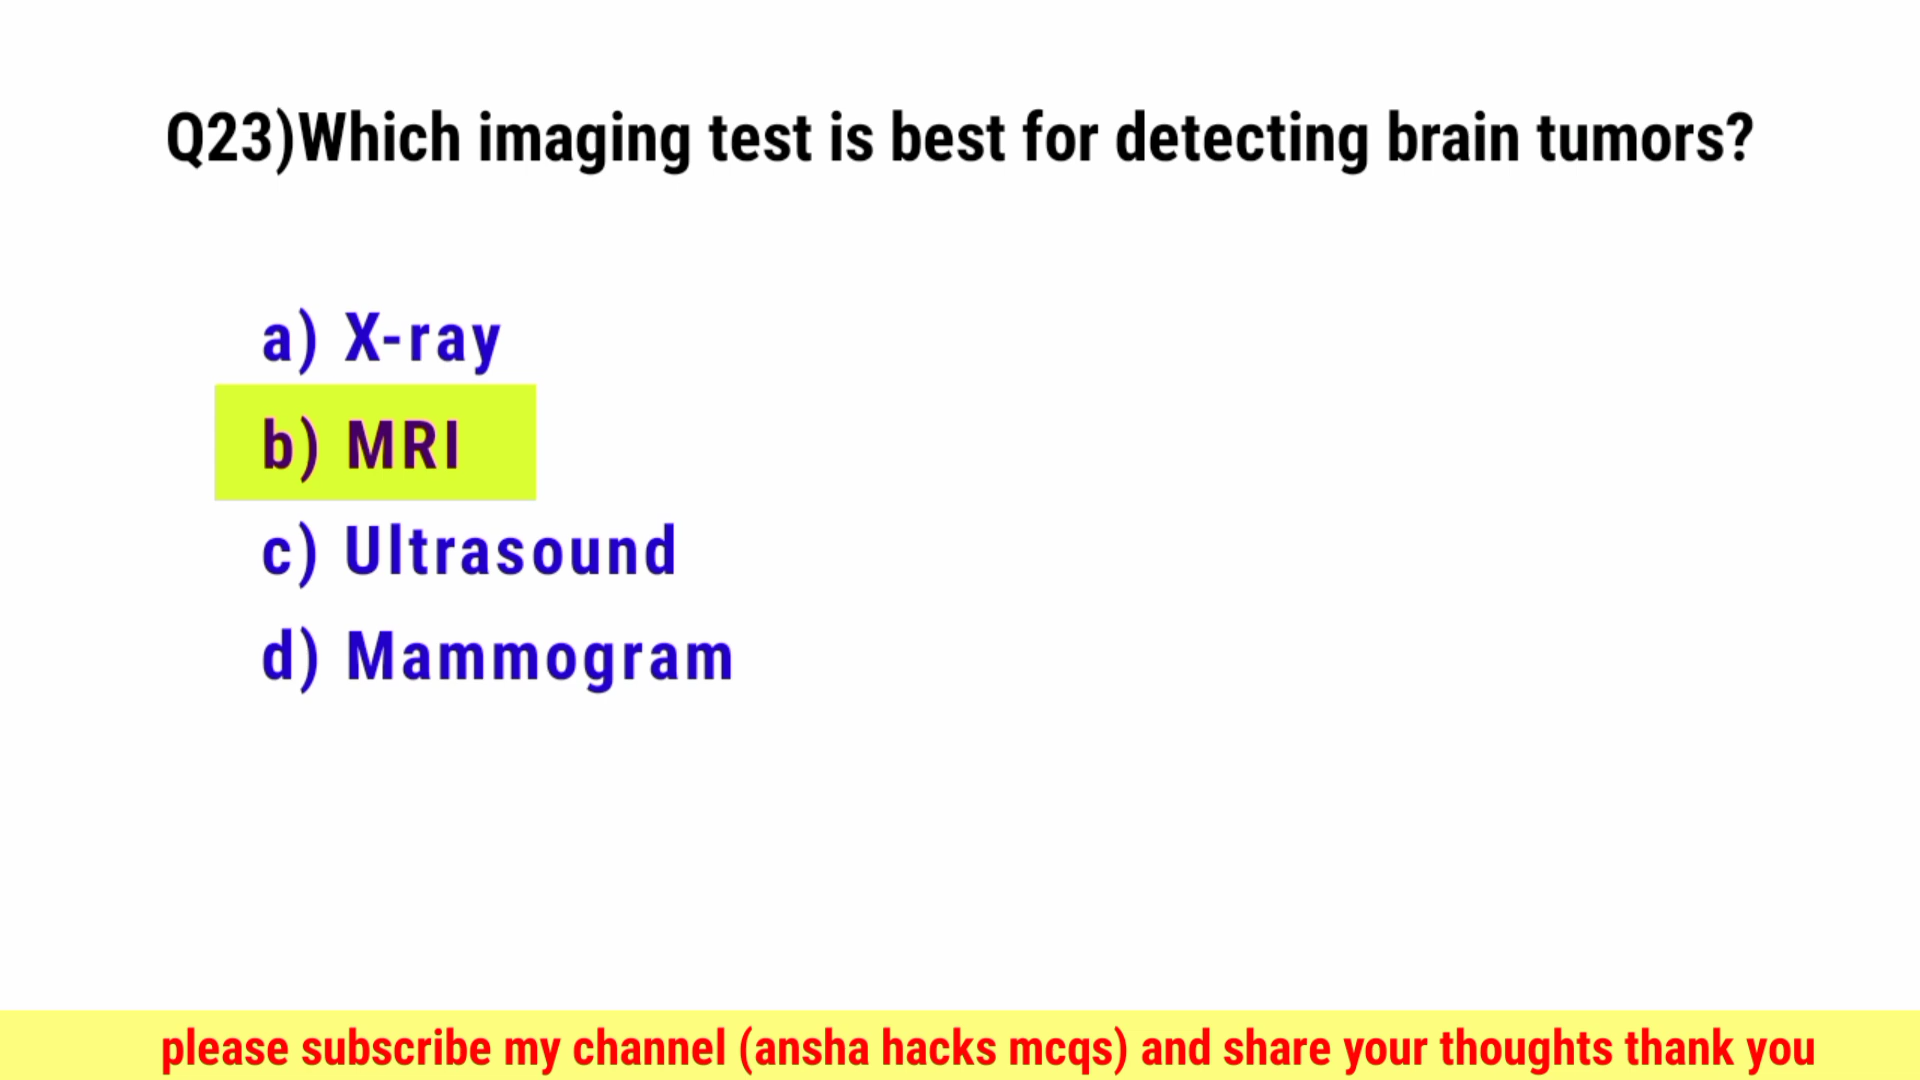 Q23)Which imaging test is best for detecting brain tumors?
a) X-ray
b) MRI
c) Ultrasound
d) Mammogram
please subscribe my channel (ansha hacks mcqs) and share your thoughts thank you